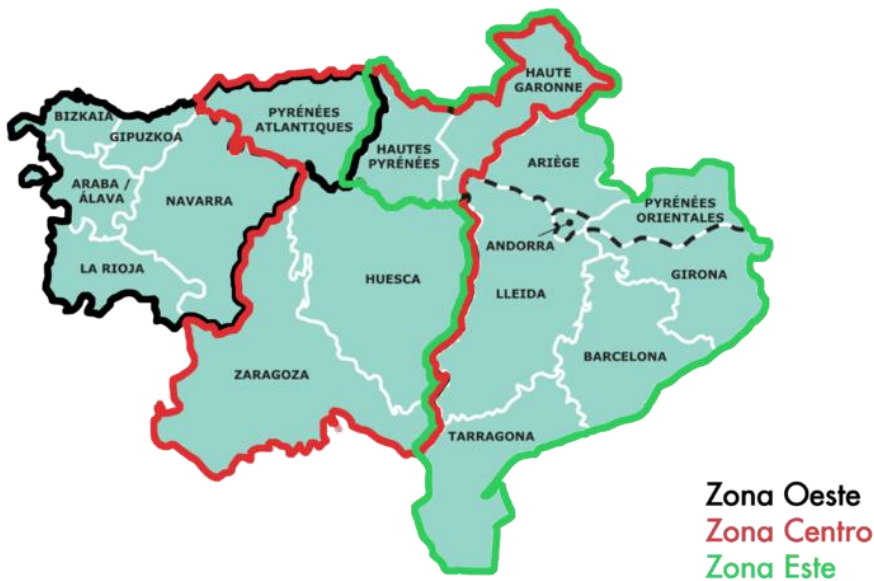 HAUTE
GARONNE
BIZKAIA
GIPUZKOA
PYRÉNÉES
ATLANTIQUES
HAUTES
PYRÉNÉES
ARIÈGE
ARABA /
ÁLAVA
NAVARRA
PYRÉNÉES
ORIENTALES
ANDORRA
LA RIOJA
HUESCA
LLEIDA
GIRONA
ZARAGOZA
BARCELONA
TARRAGONA
Zona Oeste
Zona Centro
Zona Este